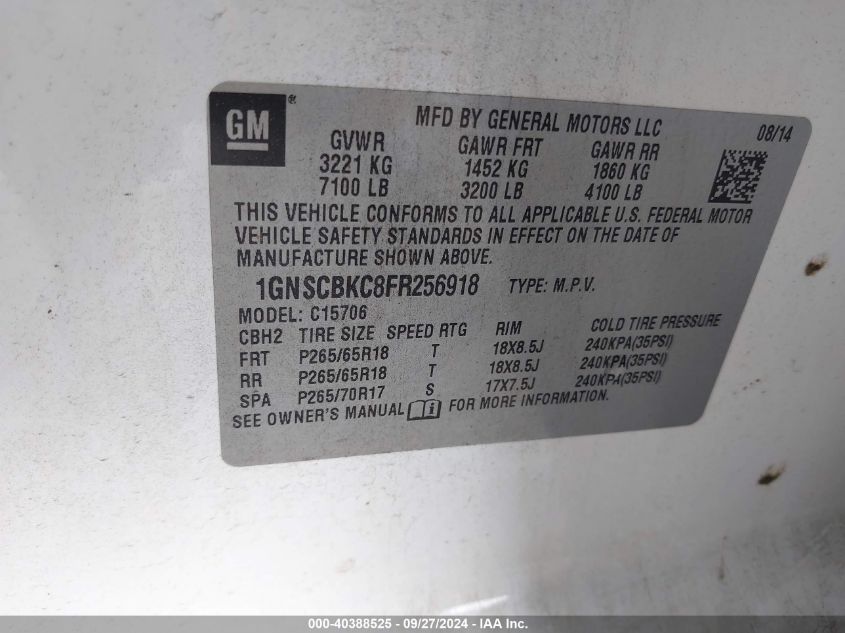 GM®
MFD BY GENERAL MOTORS LLC
08/14
GVWR GAWR FRT GAWR RR
3221 KG 1452 KG 1860 KG
7100 LB 3200 LB 4100 LB
THIS VEHICLE CONFORMS TO ALL APPLICABLE U.S. FEDERAL MOTOR
VEHICLE SAFETY STANDARDS IN EFFECT ON THE DATE OF
MANUFACTURE SHOWN ABOVE.
1GNSCBKC8FR256918 TYPE: M.P.V.
MODEL: C15706
CBH2 TIRE SIZE SPEED RTG RIM COLD TIRE PRESSURE
FRT P265/65R18 T 18X8.5J 240KPA(35PSI)
RR P265/65R18 T 18X8.5J 240KPA(35PSI)
SPA P265/70R17 S 17X7.5J 240KPA(35PSI)
SEE OWNER'S MANUAL FOR MORE INFORMATION.
000-40388525 - 09/27/2024 - IAA Inc.